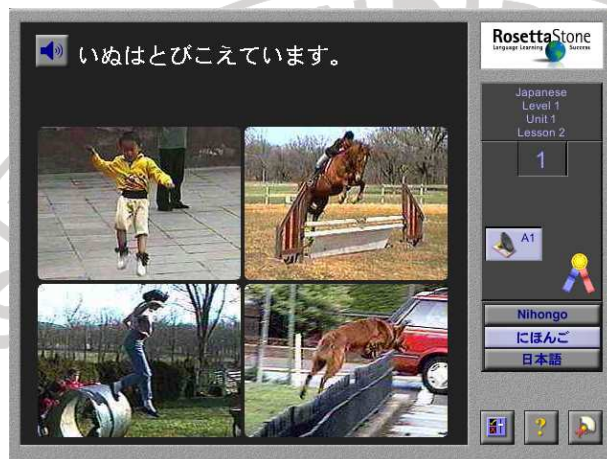 いぬはとびこえています。
RosettaStone
Language Learning Success
Japanese
Level 1
Unit 1
Lesson 2
1
A1
Nihongo
にほんご
日本語
?